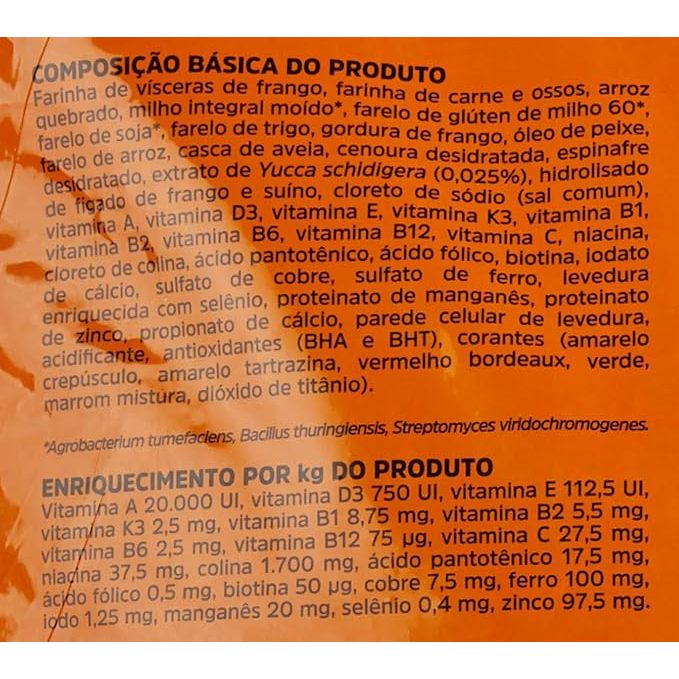 COMPOSIÇÃO BÁSICA DO PRODUTO
Farinha de vísceras de frango, farinha de carne e ossos, arroz
quebrado, milho integral moído*, farelo de glúten de milho 60*,
farelo de soja*, farelo de trigo, gordura de frango, óleo de peixe,
farelo de arroz, casca de aveia, cenoura desidratada, espinafre
desidratado, extrato de Yucca schidigera (0,025%), hidrolisado
de fígado de frango e suíno, cloreto de sódio (sal comum),
vitamina A, vitamina D3, vitamina E, vitamina K3, vitamina B1,
vitamina B2, vitamina B6, vitamina B12, vitamina C, niacina,
cloreto de colina, ácido pantotênico, ácido fólico, biotina, iodato
de cálcio, sulfato de cobre, sulfato de ferro, levedura
enriquecida com selênio, proteinato de manganês, proteinato
de zinco, propionato de cálcio, parede celular de levedura,
acidificante, antioxidantes (BHA e BHT), corantes (amarelo
crepúsculo, amarelo tartrazina, vermelho bordeaux, verde,
marrom mistura, dióxido de titânio).
*Agrobacterium tumefaciens, Bacillus thuringiensis, Streptomyces viridochromogenes.
ENRIQUECIMENTO POR kg DO PRODUTO
Vitamina A 20.000 UI, vitamina D3 750 UI, vitamina E 112,5 UI,
vitamina K3 2,5 mg, vitamina B1 8,75 mg, vitamina B2 5,5 mg,
vitamina B6 2,5 mg, vitamina B12 75 µg, vitamina C 27,5 mg,
niacina 37,5 mg, colina 1.700 mg, ácido pantotênico 17,5 mg,
ácido fólico 0,5 mg, biotina 50 µg, cobre 7,5 mg, ferro 100 mg,
iodo 1,25 mg, manganês 20 mg, selênio 0,4 mg, zinco 97,5 mg.